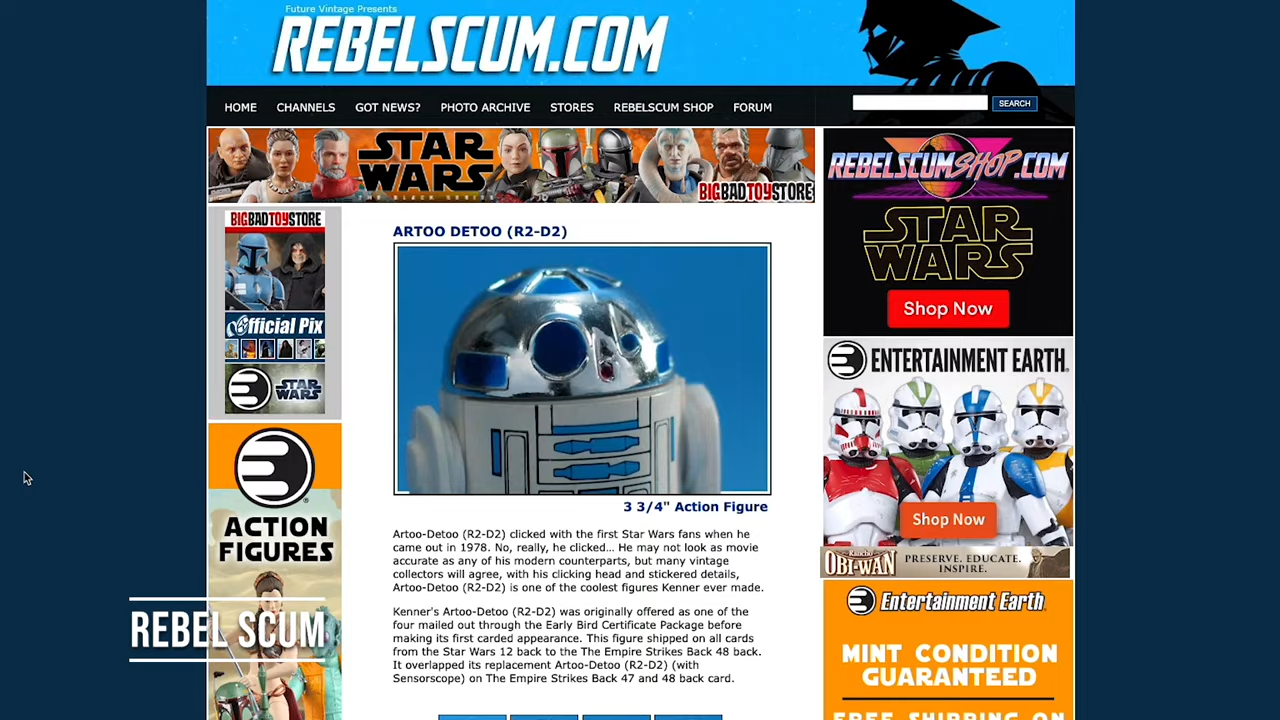 Future Vintage Presents
REBELSCUM.COM
HOME CHANNELS GOT NEWS? PHOTO ARCHIVE STORES REBELSCUM SHOP FORUM
SEARCH
STAR WARS
THE BLACK SERIES
BIGBADTOYSTORE
BIGBADTOYSTORE
Official Pix
STAR WARS
ACTION FIGURES
ARTOO DETOO (R2-D2)
3 3/4" Action Figure
Artoo-Detoo (R2-D2) clicked with the first Star Wars fans when he
came out in 1978. No, really, he clicked... He may not look as movie
accurate as any of his modern counterparts, but many vintage
collectors will agree, with his clicking head and stickered details,
Artoo-Detoo (R2-D2) is one of the coolest figures Kenner ever made.
Kenner's Artoo-Detoo (R2-D2) was originally offered as one of the
four mailed out through the Early Bird Certificate Package before
making its first carded appearance. This figure shipped on all cards
from the Star Wars 12 back to the The Empire Strikes Back 48 back.
It overlapped its replacement Artoo-Detoo (R2-D2) (with
Sensorscope) on The Empire Strikes Back 47 and 48 back card.
REBELSCUMSHOP.COM
STAR
WARS
Shop Now
ENTERTAINMENT EARTH
Shop Now
Rancho
OBI-WAN
PRESERVE. EDUCATE.
INSPIRE.
Entertainment Earth
MINT CONDITION
GUARANTEED
FREE SHIPPING ON
REBEL SCUM